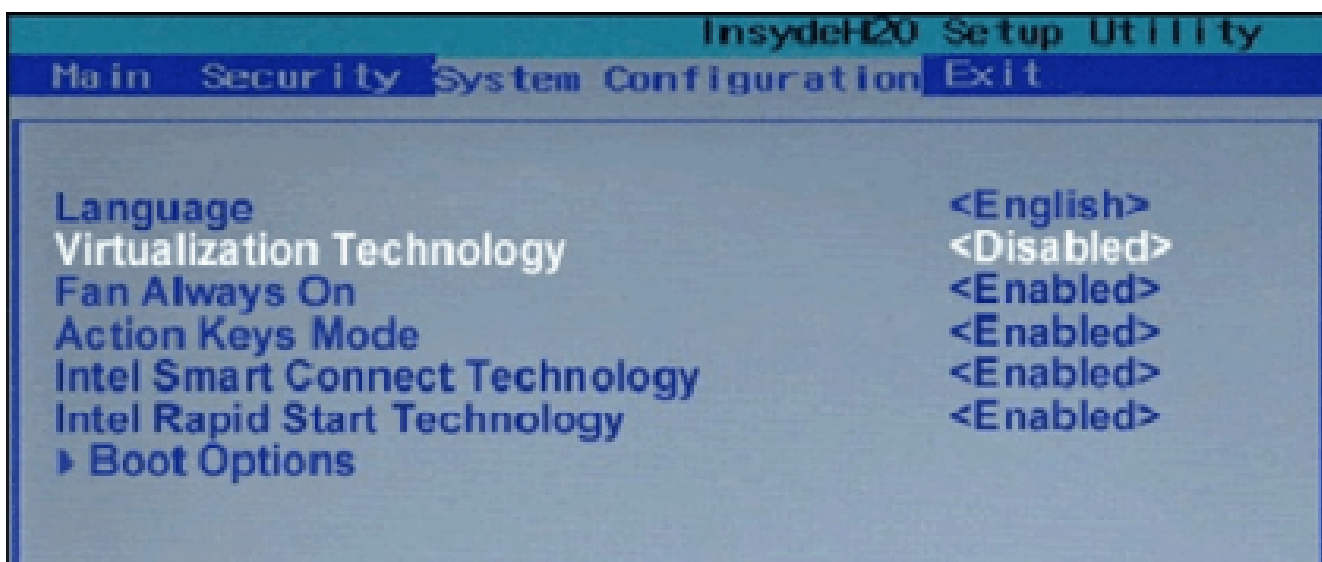 InsydeH2O Setup Utility
Main Security System Configuration Exit
Language <English>
Virtualization Technology <Disabled>
Fan Always On <Enabled>
Action Keys Mode <Enabled>
Intel Smart Connect Technology <Enabled>
Intel Rapid Start Technology <Enabled>
Boot Options